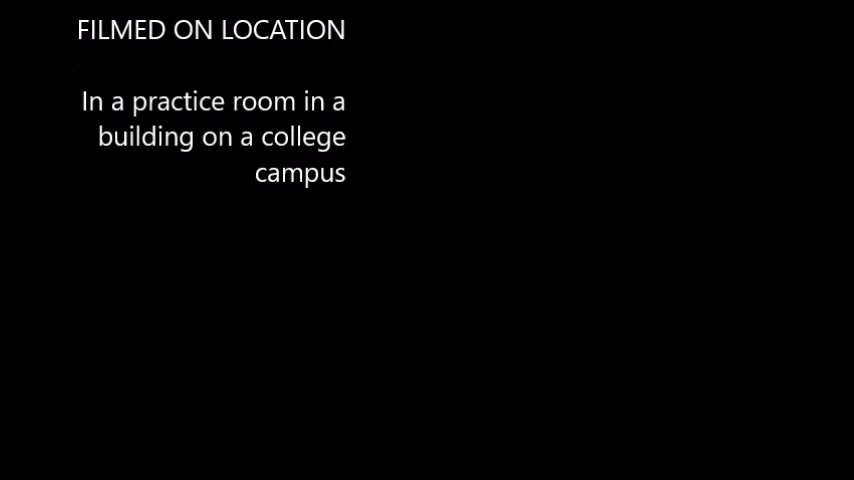 FILMED ON LOCATION
In a practice room in a
building on a college
campus